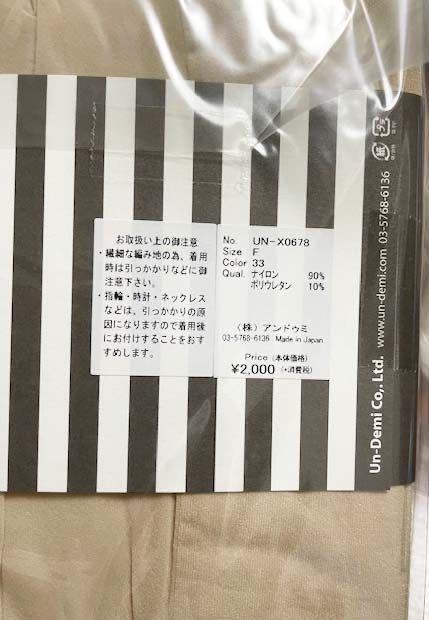 お取扱い上の御注意
・繊細な編み地の為、着用
時は引っかかりなどに御
注意下さい。
・指輪・時計・ネックレス
などは、引っかかりの原
因になりますので着用後
にお付けすることをおす
すめします。
No. UN-X0678
Size F
Color 33
Qual. ナイロン 90%
ポリウレタン 10%
(株) アンドゥミ
03-5768-6136 Made in Japan
Price (本体価格)
¥2,000 (+消費税)
Un-Demi Co,. Ltd. www.un-demi.com 03-5768-6136
プラ
紙